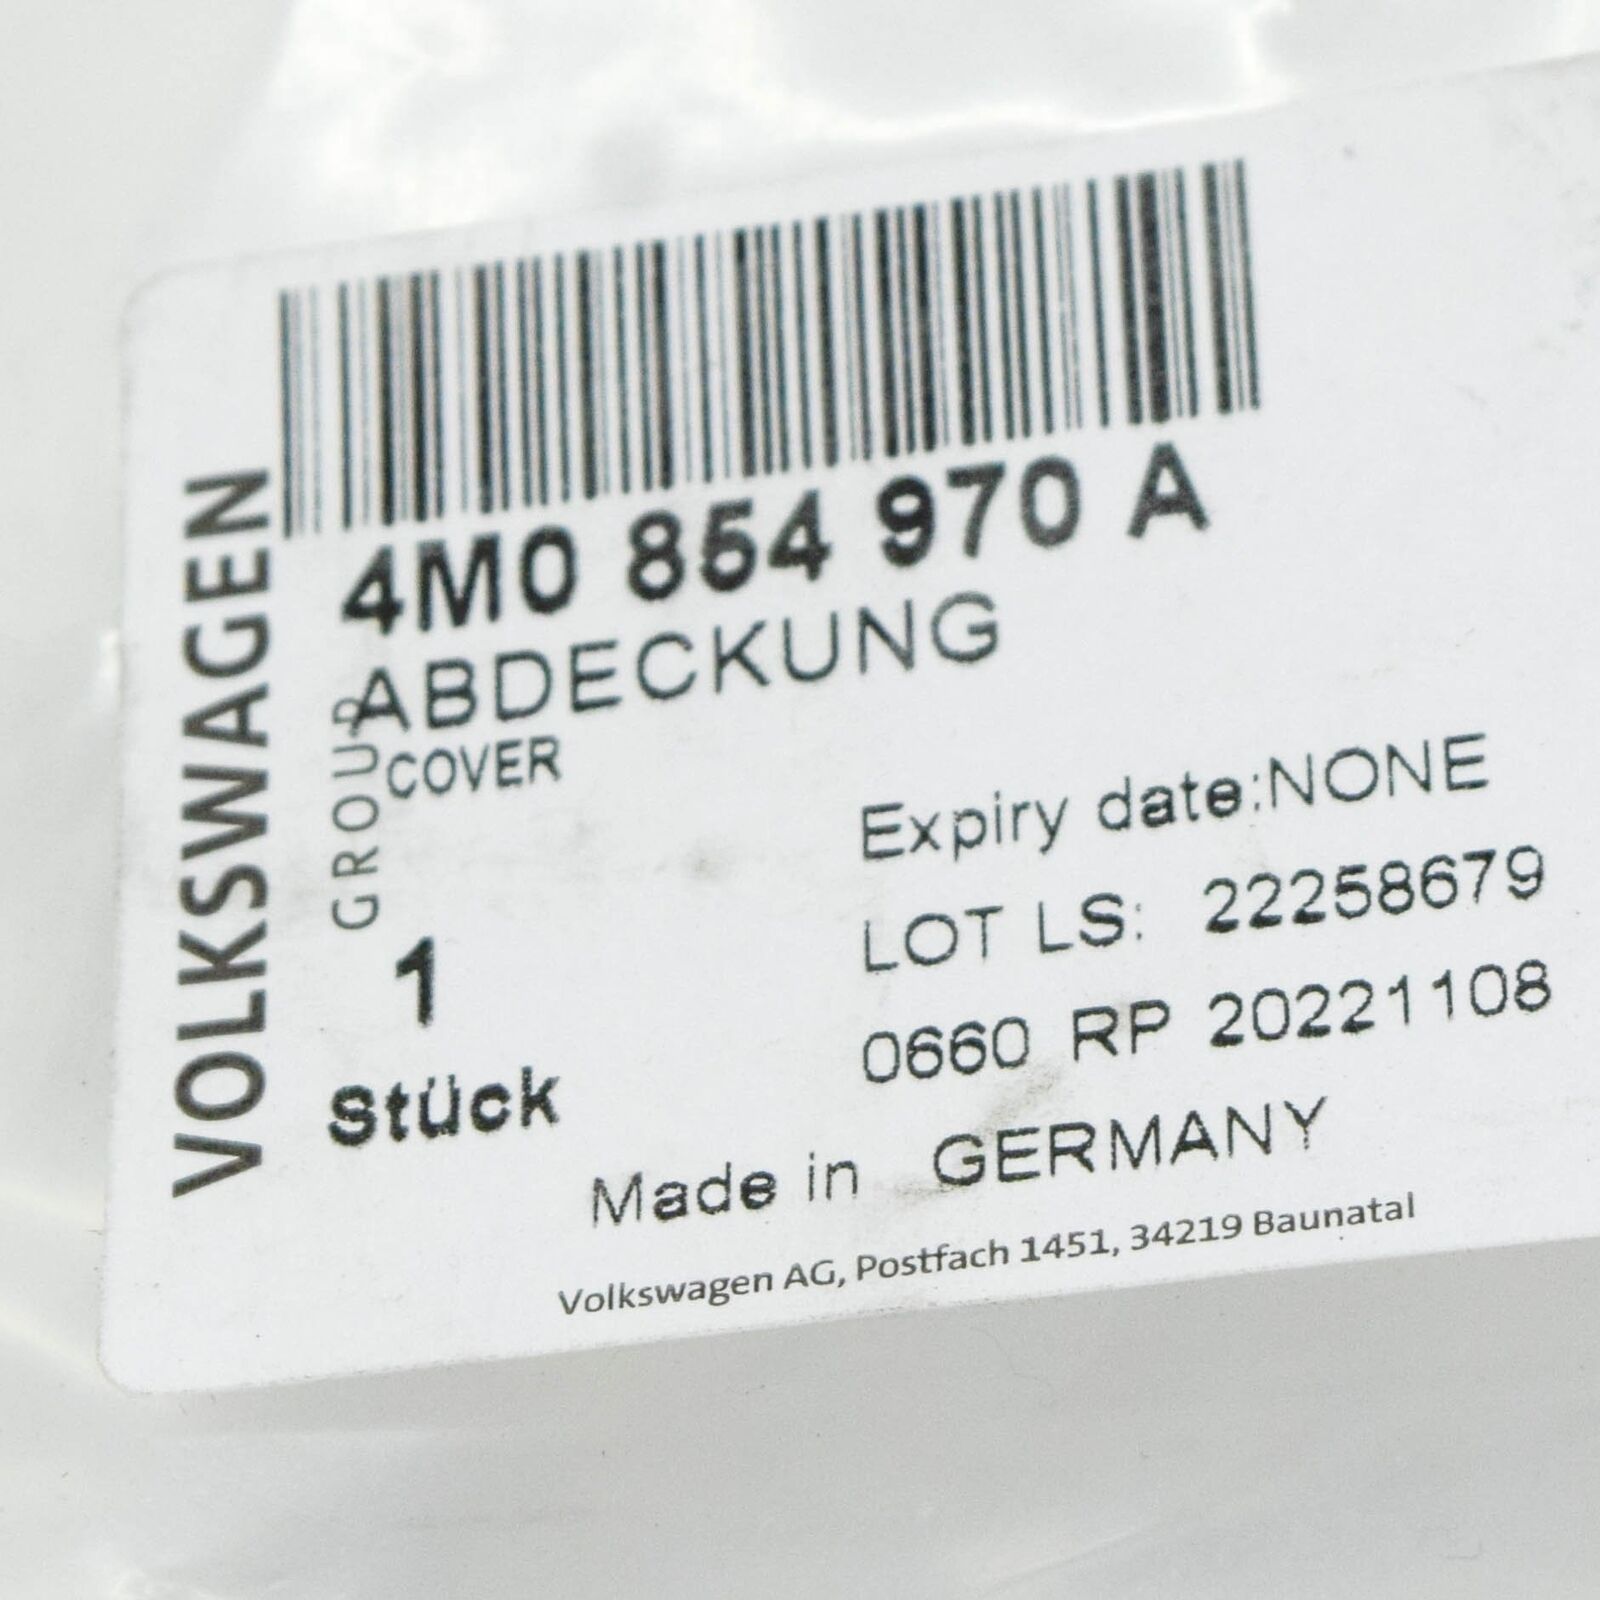 VOLKSWAGEN
GROUP
4M0 854 970 A
ABDECKUNG
COVER
Expiry date:NONE
LOT LS: 22258679
1
0660 RP 20221108
Stück
Made in GERMANY
Volkswagen AG, Postfach 1451, 34219 Baunatal